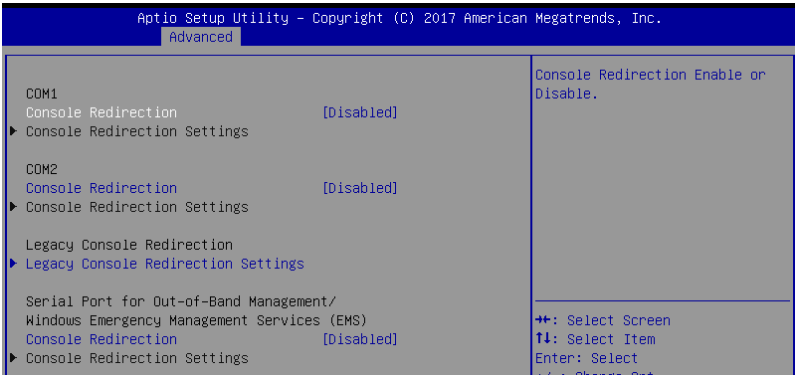 Aptio Setup Utility – Copyright (C) 2017 American Megatrends, Inc.
Advanced
COM1
Console Redirection [Disabled]
Console Redirection Settings
COM2
Console Redirection [Disabled]
Console Redirection Settings
Legacy Console Redirection
Legacy Console Redirection Settings
Serial Port for Out-of-Band Management/
Windows Emergency Management Services (EMS)
Console Redirection [Disabled]
Console Redirection Settings
Console Redirection Enable or
Disable.
→←: Select Screen
↑↓: Select Item
Enter: Select